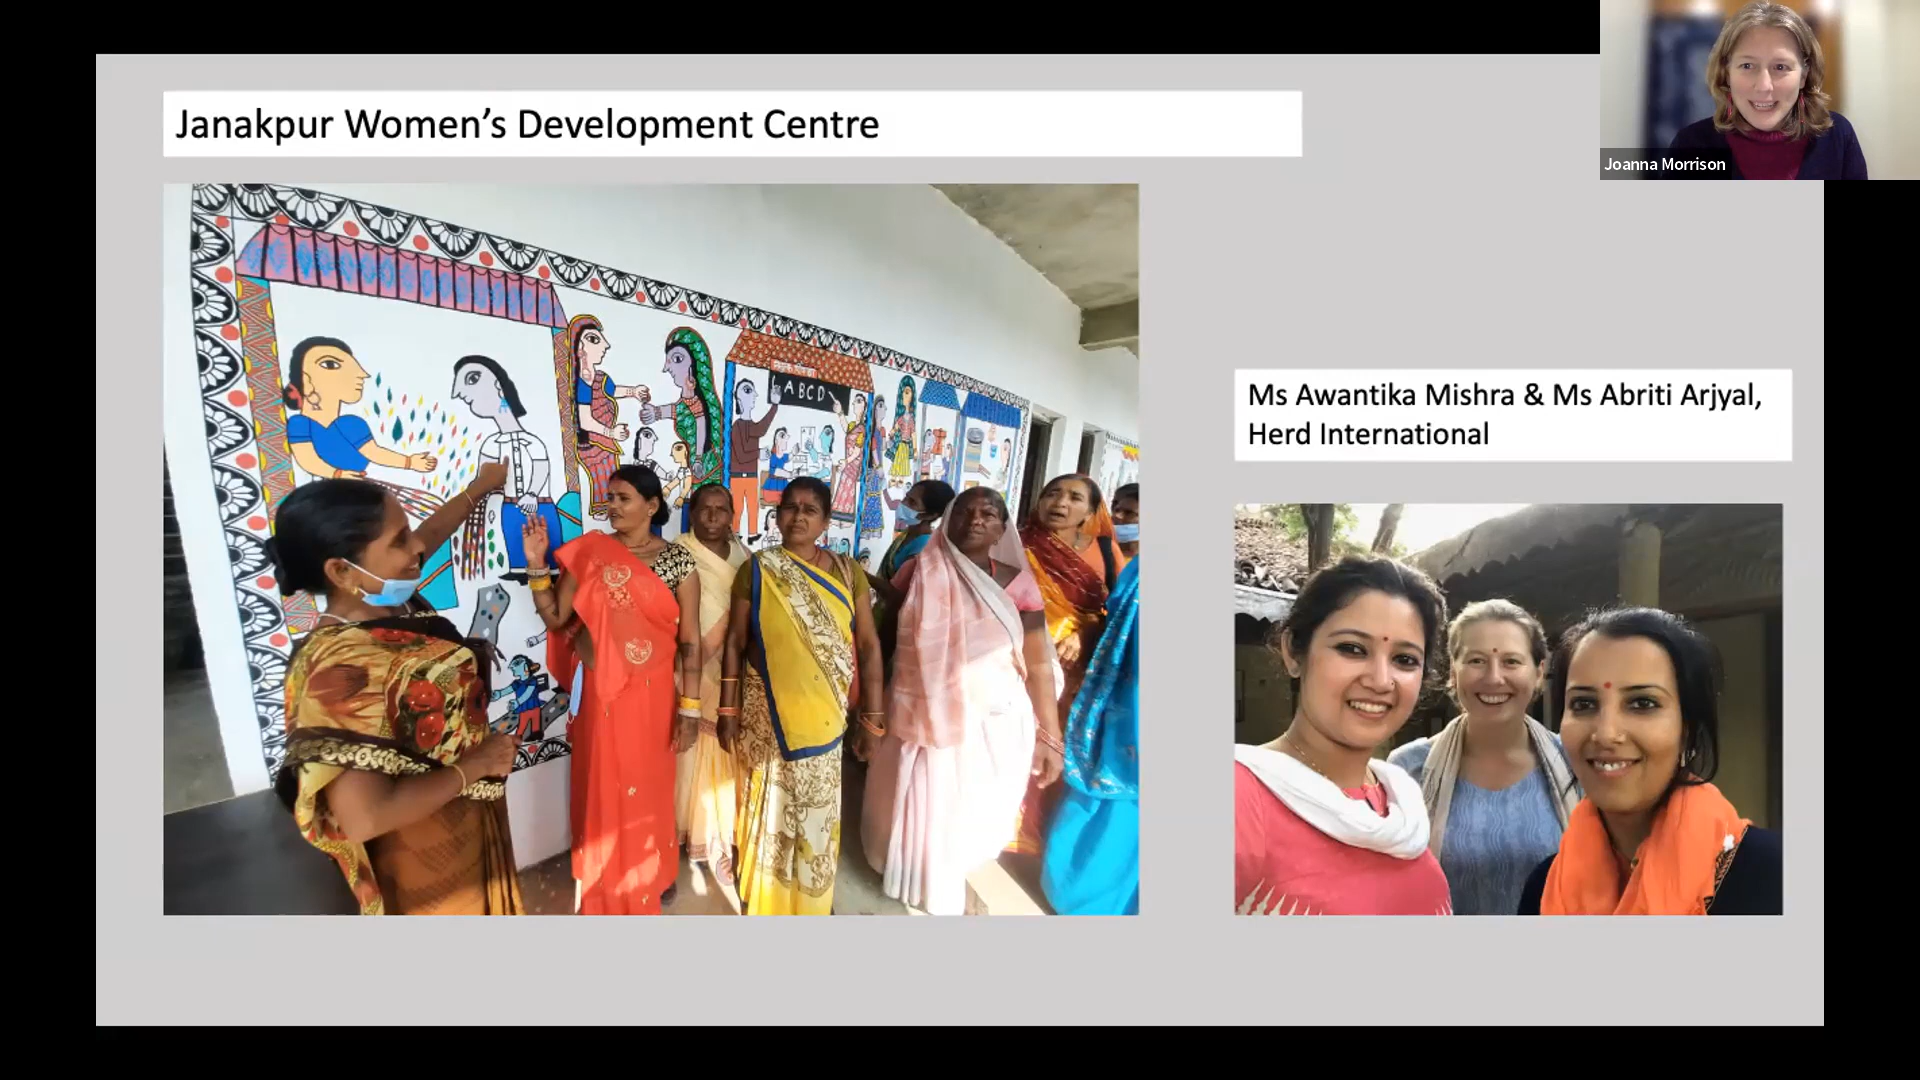 Janakpur Women's Development Centre
Joanna Morrison
A B C D
Ms Awantika Mishra & Ms Abriti Arjyal,
Herd International